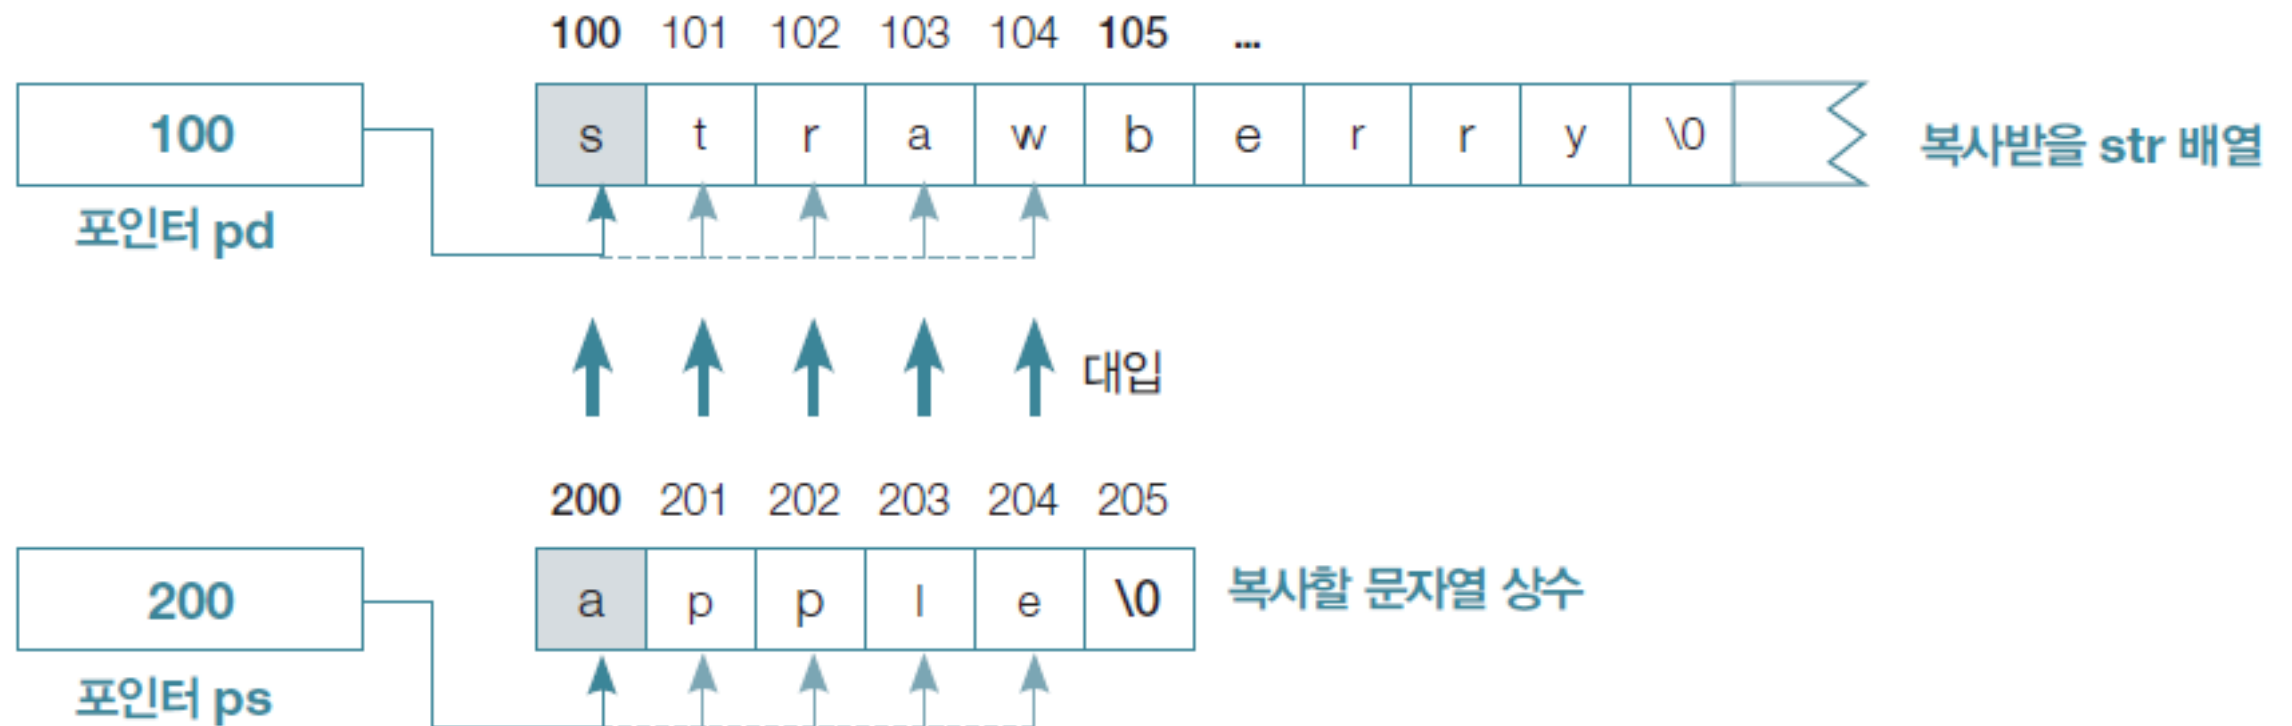 100 101 102 103 104 105 ...
100
s t r a w b e r r y \0
복사받을 str 배열
포인터 pd
대입
200 201 202 203 204 205
200
a p p l e \0
복사할 문자열 상수
포인터 ps